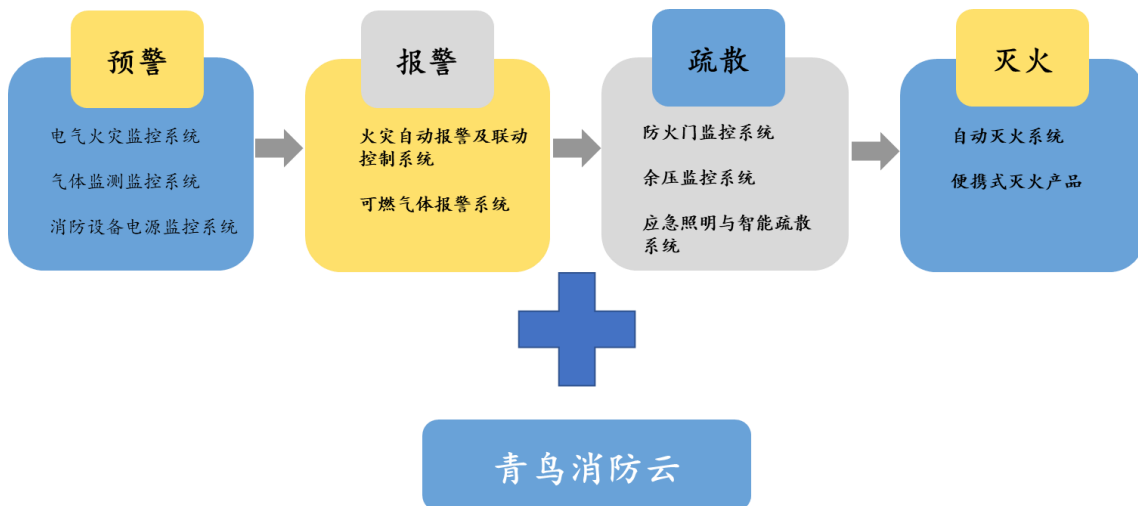 预警
电气火灾监控系统
气体监测监控系统
消防设备电源监控系统
报警
火灾自动报警及联动
控制系统
可燃气体报警系统
疏散
防火门监控系统
余压监控系统
应急照明与智能疏散
系统
灭火
自动灭火系统
便携式灭火产品
青鸟消防云